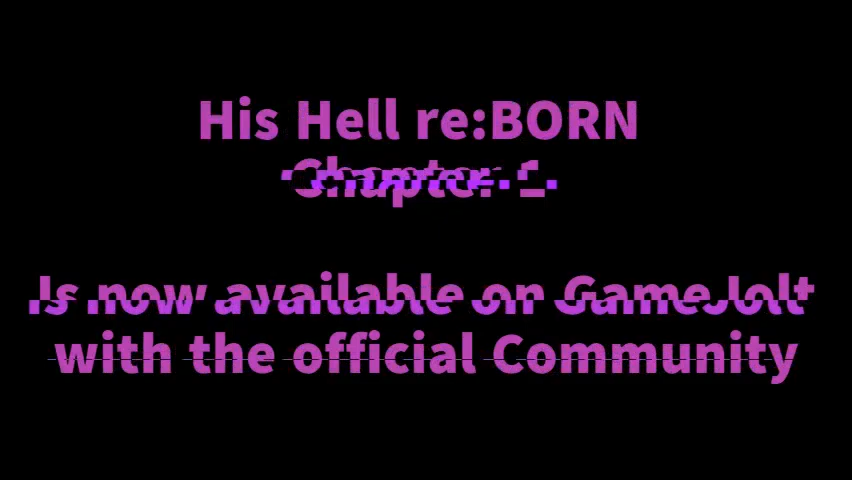 His Hell re:BORN
Chapter 1
Is now available on GameJolt
with the official Community